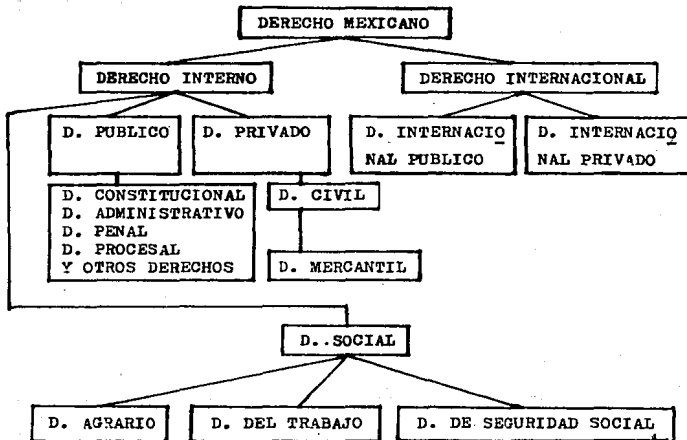 DERECHO MEXICANO
DERECHO INTERNO
DERECHO INTERNACIONAL
D. PUBLICO
D. PRIVADO
D. INTERNACIO
NAL PUBLICO
D. INTERNACIO
NAL PRIVADO
D. CONSTITUCIONAL
D. ADMINISTRATIVO
D. PENAL
D. PROCESAL
Y OTROS DERECHOS
D. CIVIL
D. MERCANTIL
D..SOCIAL
D. AGRARIO
D. DEL TRABAJO
D. DE SEGURIDAD SOCIAL